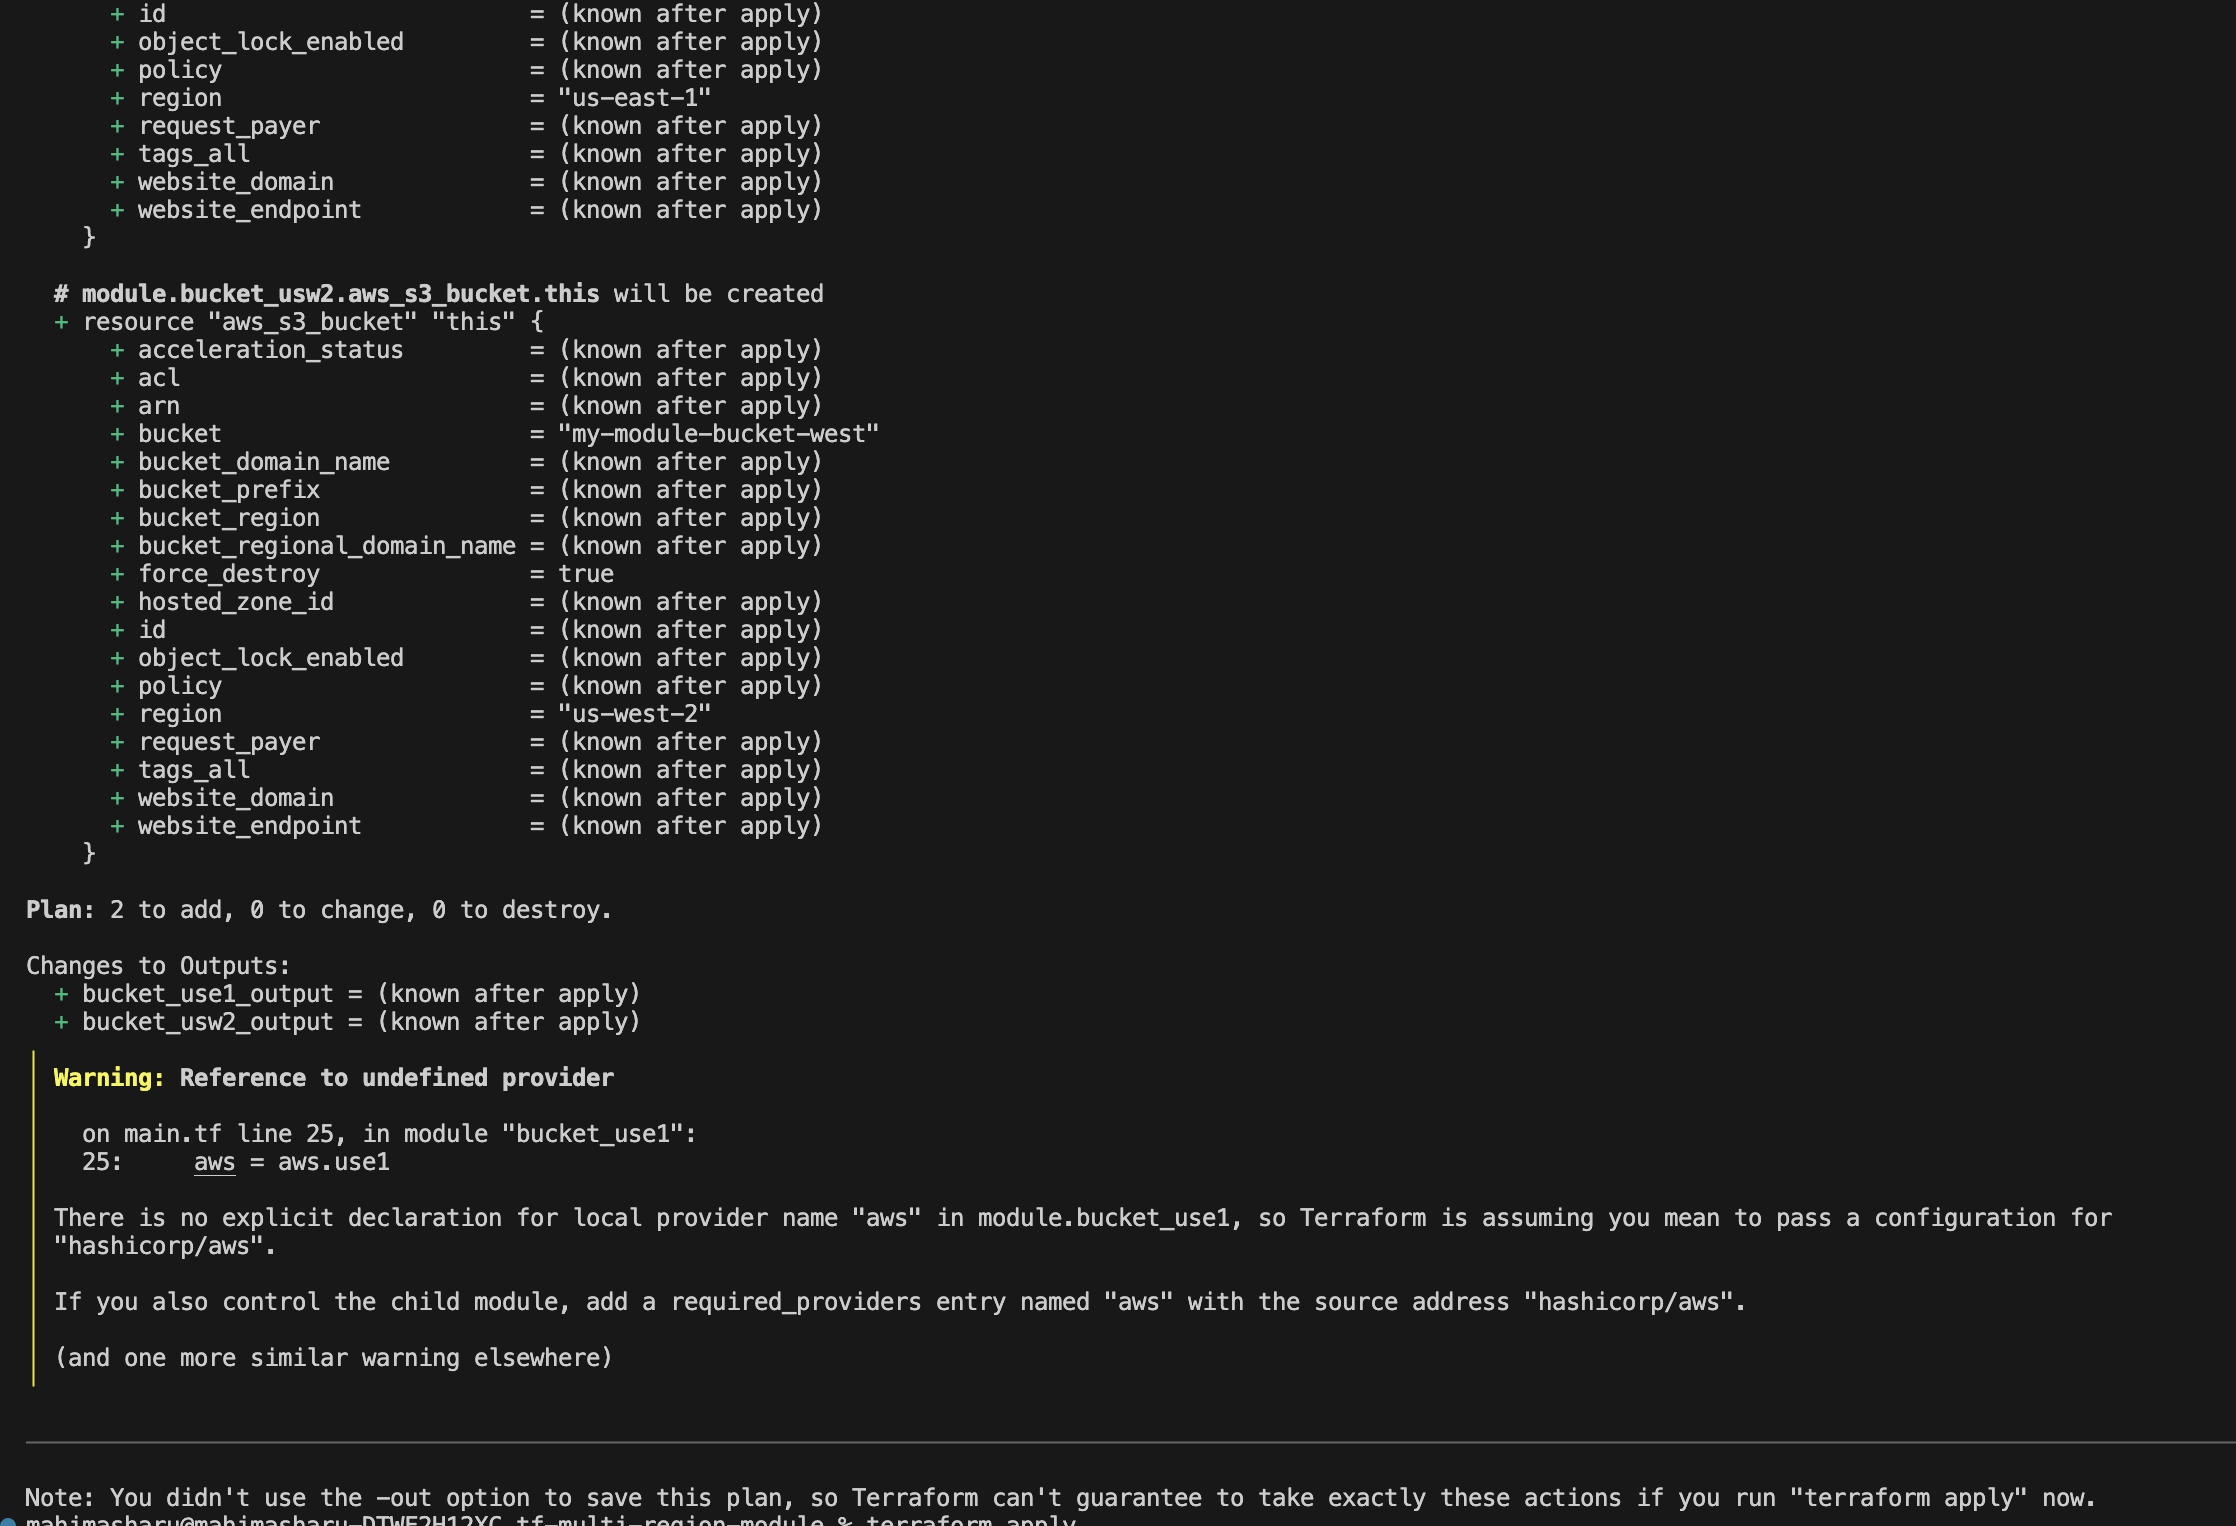 + id                          = (known after apply)
+ object_lock_enabled         = (known after apply)
+ policy                      = (known after apply)
+ region                      = "us-east-1"
+ request_payer               = (known after apply)
+ tags_all                    = (known after apply)
+ website_domain              = (known after apply)
+ website_endpoint            = (known after apply)
}
# module.bucket_usw2.aws_s3_bucket.this will be created
+ resource "aws_s3_bucket" "this" {
+ acceleration_status         = (known after apply)
+ acl                         = (known after apply)
+ arn                         = (known after apply)
+ bucket                      = "my-module-bucket-west"
+ bucket_domain_name          = (known after apply)
+ bucket_prefix               = (known after apply)
+ bucket_region               = (known after apply)
+ bucket_regional_domain_name = (known after apply)
+ force_destroy               = true
+ hosted_zone_id              = (known after apply)
+ id                          = (known after apply)
+ object_lock_enabled         = (known after apply)
+ policy                      = (known after apply)
+ region                      = "us-west-2"
+ request_payer               = (known after apply)
+ tags_all                    = (known after apply)
+ website_domain              = (known after apply)
+ website_endpoint            = (known after apply)
}
Plan: 2 to add, 0 to change, 0 to destroy.
Changes to Outputs:
+ bucket_use1_output = (known after apply)
+ bucket_usw2_output = (known after apply)
Warning: Reference to undefined provider
on main.tf line 25, in module "bucket_use1":
25:     aws = aws.use1
There is no explicit declaration for local provider name "aws" in module.bucket_use1, so Terraform is assuming you mean to pass a configuration for
"hashicorp/aws".
If you also control the child module, add a required_providers entry named "aws" with the source address "hashicorp/aws".
(and one more similar warning elsewhere)
Note: You didn't use the -out option to save this plan, so Terraform can't guarantee to take exactly these actions if you run "terraform apply" now.
tf-multi-region-module % terraform apply